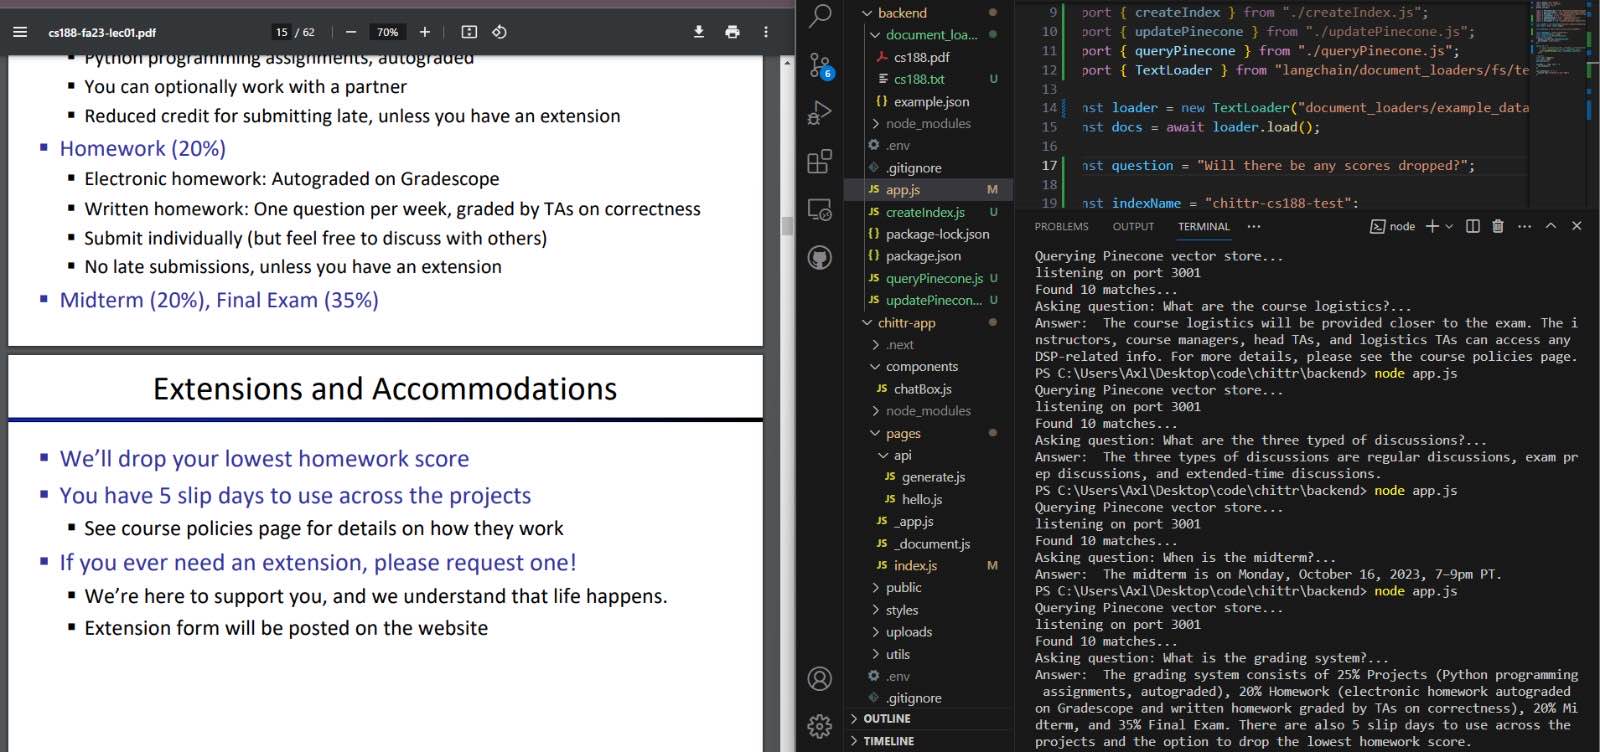 cs188-fa23-lec01.pdf
15 / 62
70%
Python programming assignments, autograded
You can optionally work with a partner
Reduced credit for submitting late, unless you have an extension
Homework (20%)
Electronic homework: Autograded on Gradescope
Written homework: One question per week, graded by TAs on correctness
Submit individually (but feel free to discuss with others)
No late submissions, unless you have an extension
Midterm (20%), Final Exam (35%)
Extensions and Accommodations
We'll drop your lowest homework score
You have 5 slip days to use across the projects
See course policies page for details on how they work
If you ever need an extension, please request one!
We're here to support you, and we understand that life happens.
Extension form will be posted on the website
6
backend
document_loa...
cs188.pdf
cs188.txt U
example.json
node_modules
.env
.gitignore
app.js M
createIndex.js U
package-lock.json
package.json
queryPinecone.js U
updatePinecon... U
chittr-app
.next
components
chatBox.js
node_modules
pages
api
generate.js
hello.js
_app.js
_document.js
index.js M
public
styles
uploads
utils
.env
.gitignore
OUTLINE
TIMELINE
9 port { createIndex } from "./createIndex.js";
10 port { updatePinecone } from "./updatePinecone.js";
11 port { queryPinecone } from "./queryPinecone.js";
12 port { TextLoader } from "langchain/document_loaders/fs/te
13
14 nst loader = new TextLoader("document_loaders/example_data
15 nst docs = await loader.load();
16
17 nst question = "Will there be any scores dropped?";
18
19 nst indexName = "chittr-cs188-test";
PROBLEMS OUTPUT TERMINAL ... node
Querying Pinecone vector store...
listening on port 3001
Found 10 matches...
Asking question: What are the course logistics?...
Answer:  The course logistics will be provided closer to the exam. The i
nstructors, course managers, head TAs, and logistics TAs can access any
DSP-related info. For more details, please see the course policies page.
PS C:\Users\Axl\Desktop\code\chittr\backend> node app.js
Querying Pinecone vector store...
listening on port 3001
Found 10 matches...
Asking question: What are the three typed of discussions?...
Answer:  The three types of discussions are regular discussions, exam pr
ep discussions, and extended-time discussions.
PS C:\Users\Axl\Desktop\code\chittr\backend> node app.js
Querying Pinecone vector store...
listening on port 3001
Found 10 matches...
Asking question: When is the midterm?...
Answer:  The midterm is on Monday, October 16, 2023, 7–9pm PT.
PS C:\Users\Axl\Desktop\code\chittr\backend> node app.js
Querying Pinecone vector store...
listening on port 3001
Found 10 matches...
Asking question: What is the grading system?...
Answer:  The grading system consists of 25% Projects (Python programming
assignments, autograded), 20% Homework (electronic homework autograded
on Gradescope and written homework graded by TAs on correctness), 20% Mi
dterm, and 35% Final Exam. There are also 5 slip days to use across the
projects and the option to drop the lowest homework score.